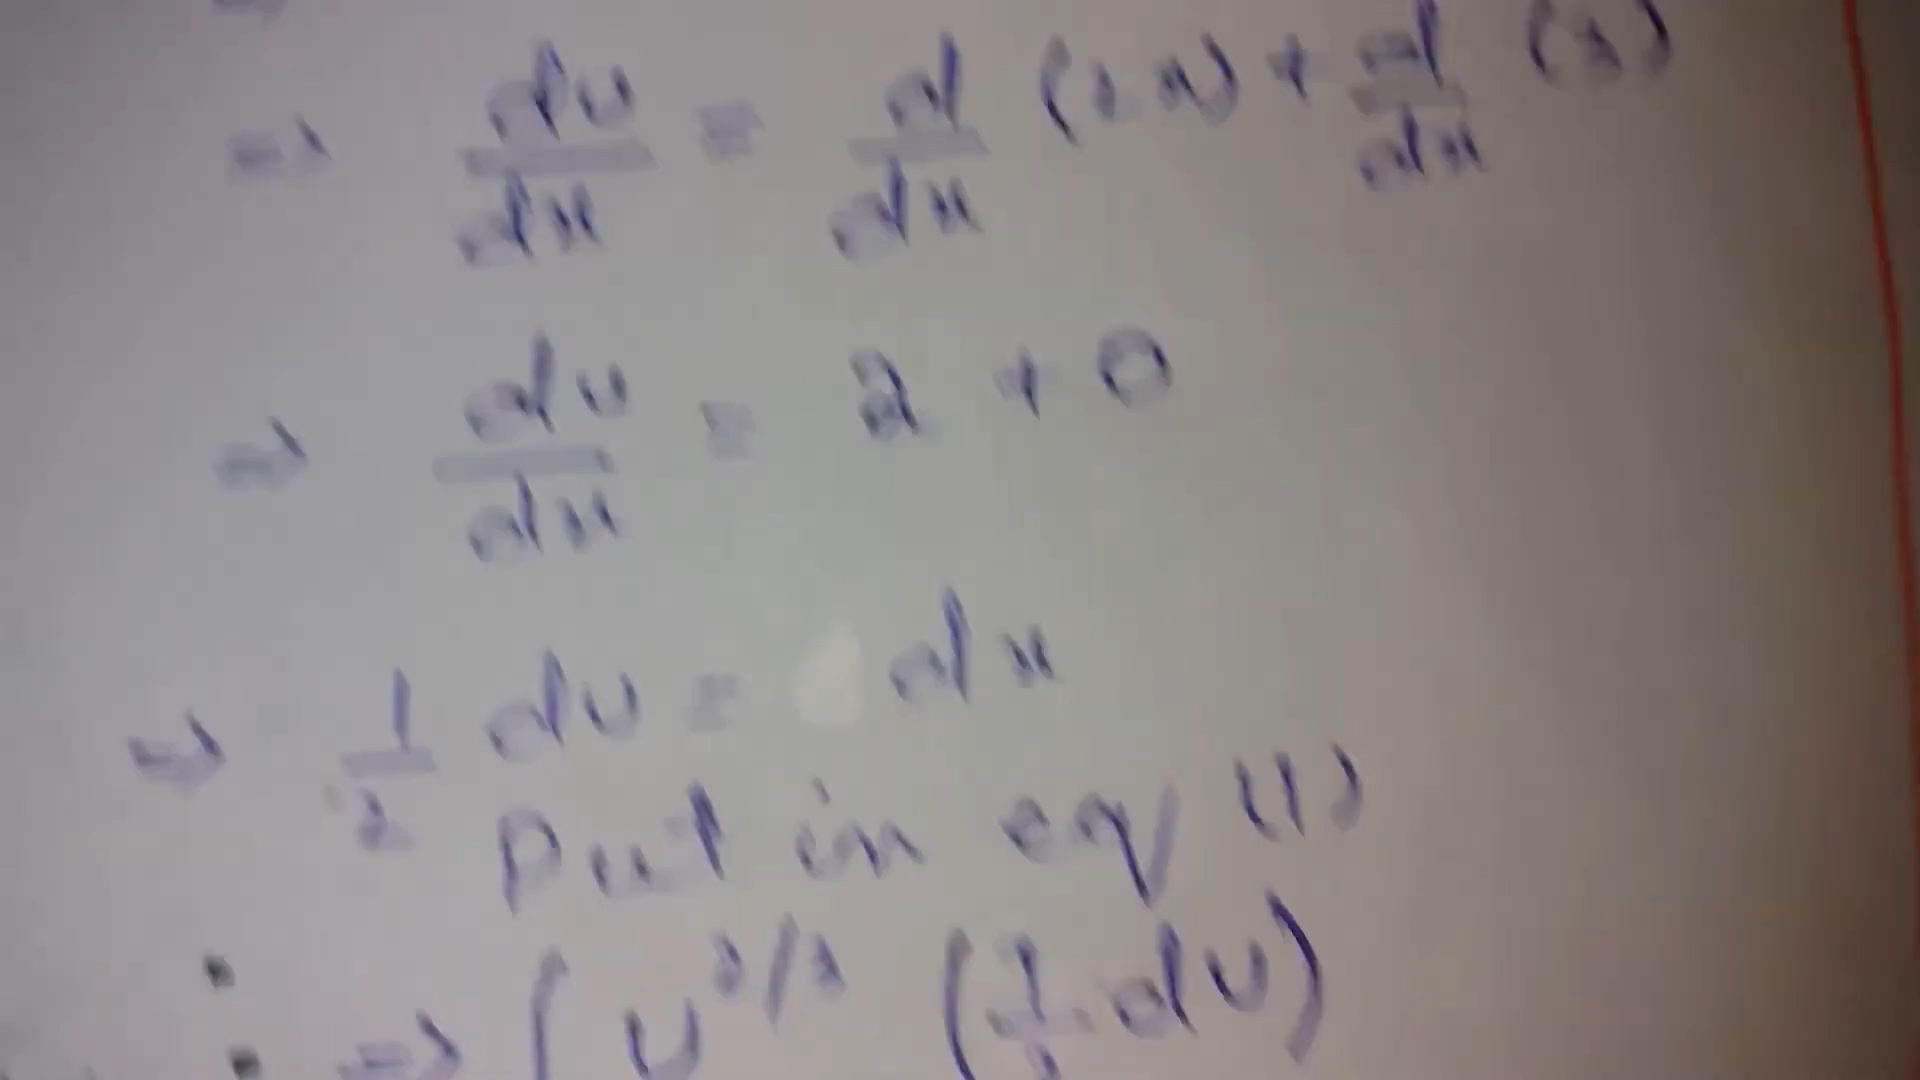 ⇒ du/dx = d/dx (2x) + d/dx (3)
⇒ du/dx = 2 + 0
⇒ 1/2 du = dx
Put in eq (1)
⇒ ∫ u^3/2 (1/2 du)